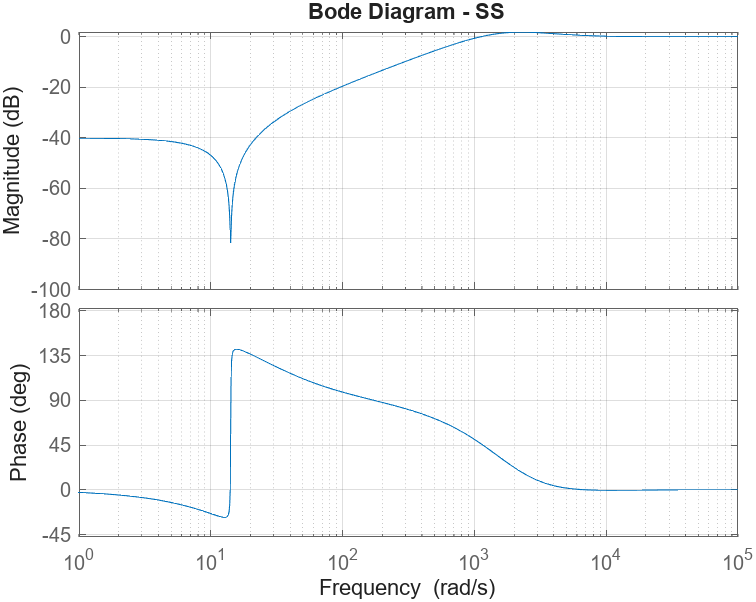 Bode Diagram - SS
0
-20
-40
-60
-80
-100
Magnitude (dB)
180
135
90
45
0
-45
Phase (deg)
10^0 10^1 10^2 10^3 10^4 10^5
Frequency (rad/s)